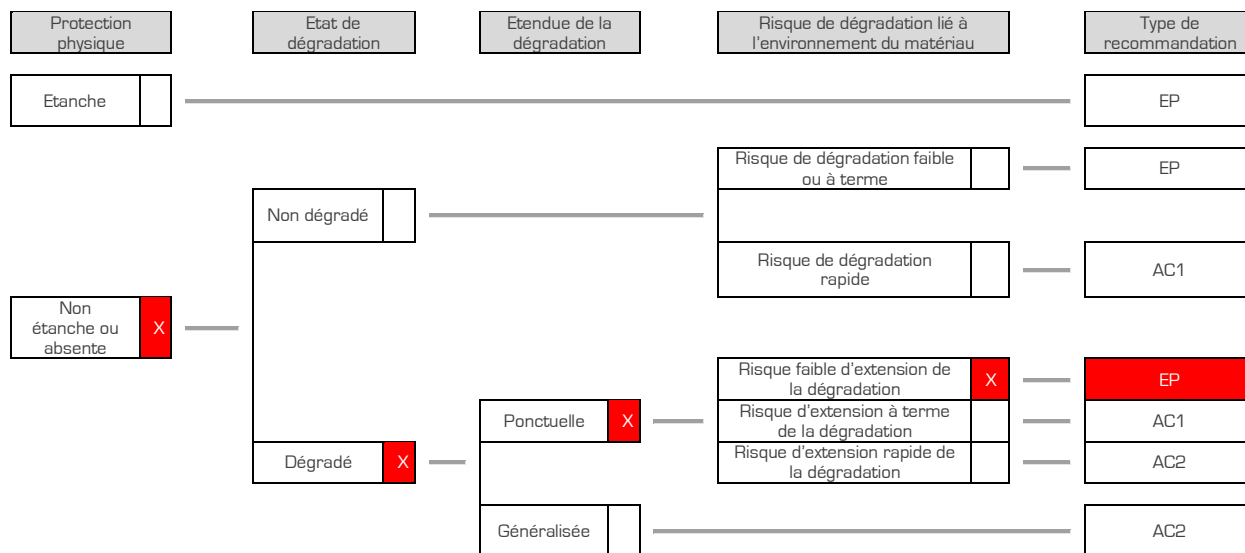 Protection
physique
Etat de
dégradation
Etendue de la
dégradation
Risque de dégradation lié à
l'environnement du matériau
Type de
recommandation
Etanche
EP
Risque de dégradation faible
ou à terme
EP
Non dégradé
Risque de dégradation
rapide
AC1
Non
étanche ou
absente
X
Risque faible d'extension de
la dégradation
X
EP
Ponctuelle
X
Risque d'extension à terme
de la dégradation
AC1
Dégradé
X
Risque d'extension rapide de
la dégradation
AC2
Généralisée
AC2